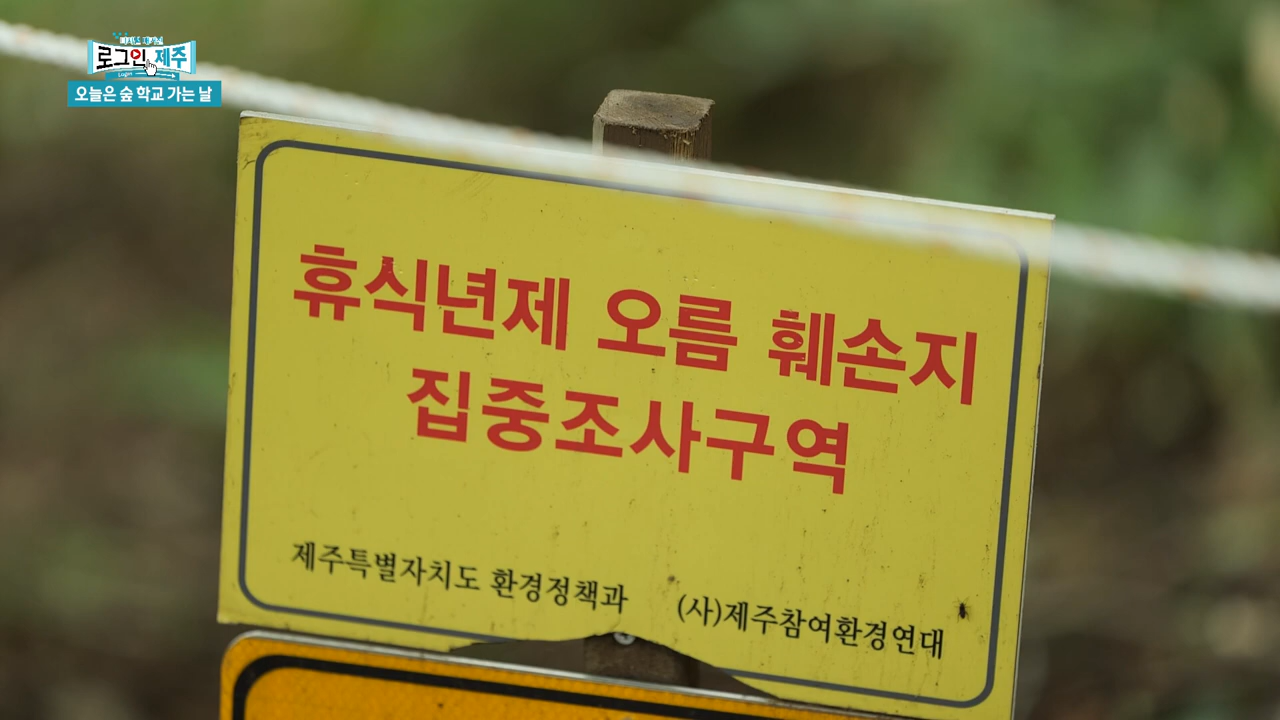 로그인 제주
Login
오늘은 숲 학교 가는 날
휴식년제 오름 훼손지
집중조사구역
제주특별자치도 환경정책과 (사)제주참여환경연대